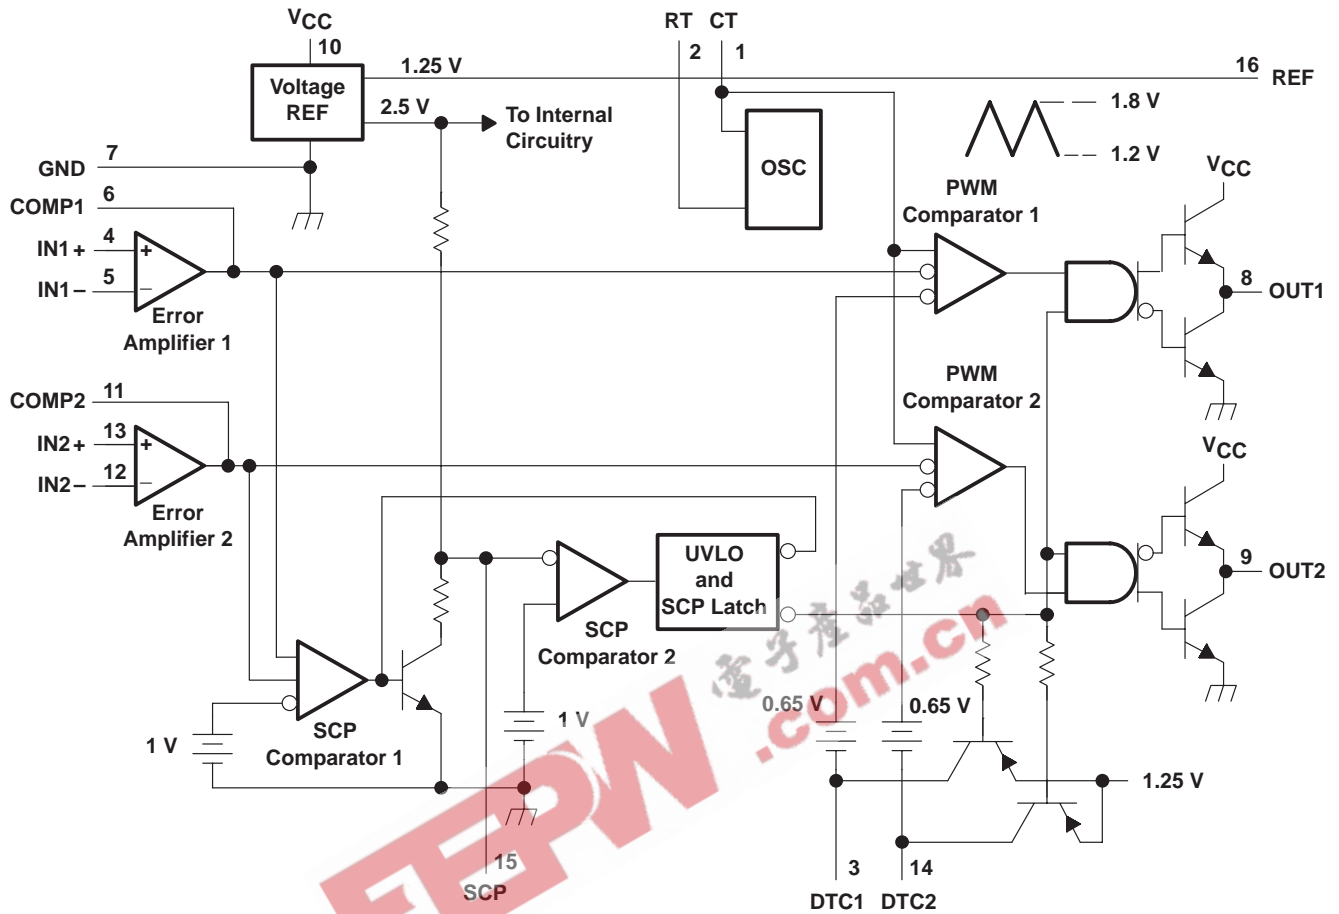 VCC
10
RT CT
2 1
Voltage
REF
1.25 V
2.5 V
To Internal
Circuitry
16 REF
1.8 V
1.2 V
OSC
GND 7
COMP1 6
IN1+ 4
IN1− 5
+
−
Error
Amplifier 1
PWM
Comparator 1
VCC
8 OUT1
COMP2 11
IN2+ 13
IN2− 12
+
−
Error
Amplifier 2
PWM
Comparator 2
VCC
9 OUT2
UVLO
and
SCP Latch
SCP
Comparator 2
SCP
Comparator 1
1 V
1 V
0.65 V
0.65 V
1.25 V
15
SCP
3
DTC1
14
DTC2
EEPW
.com.cn
電子產品世界